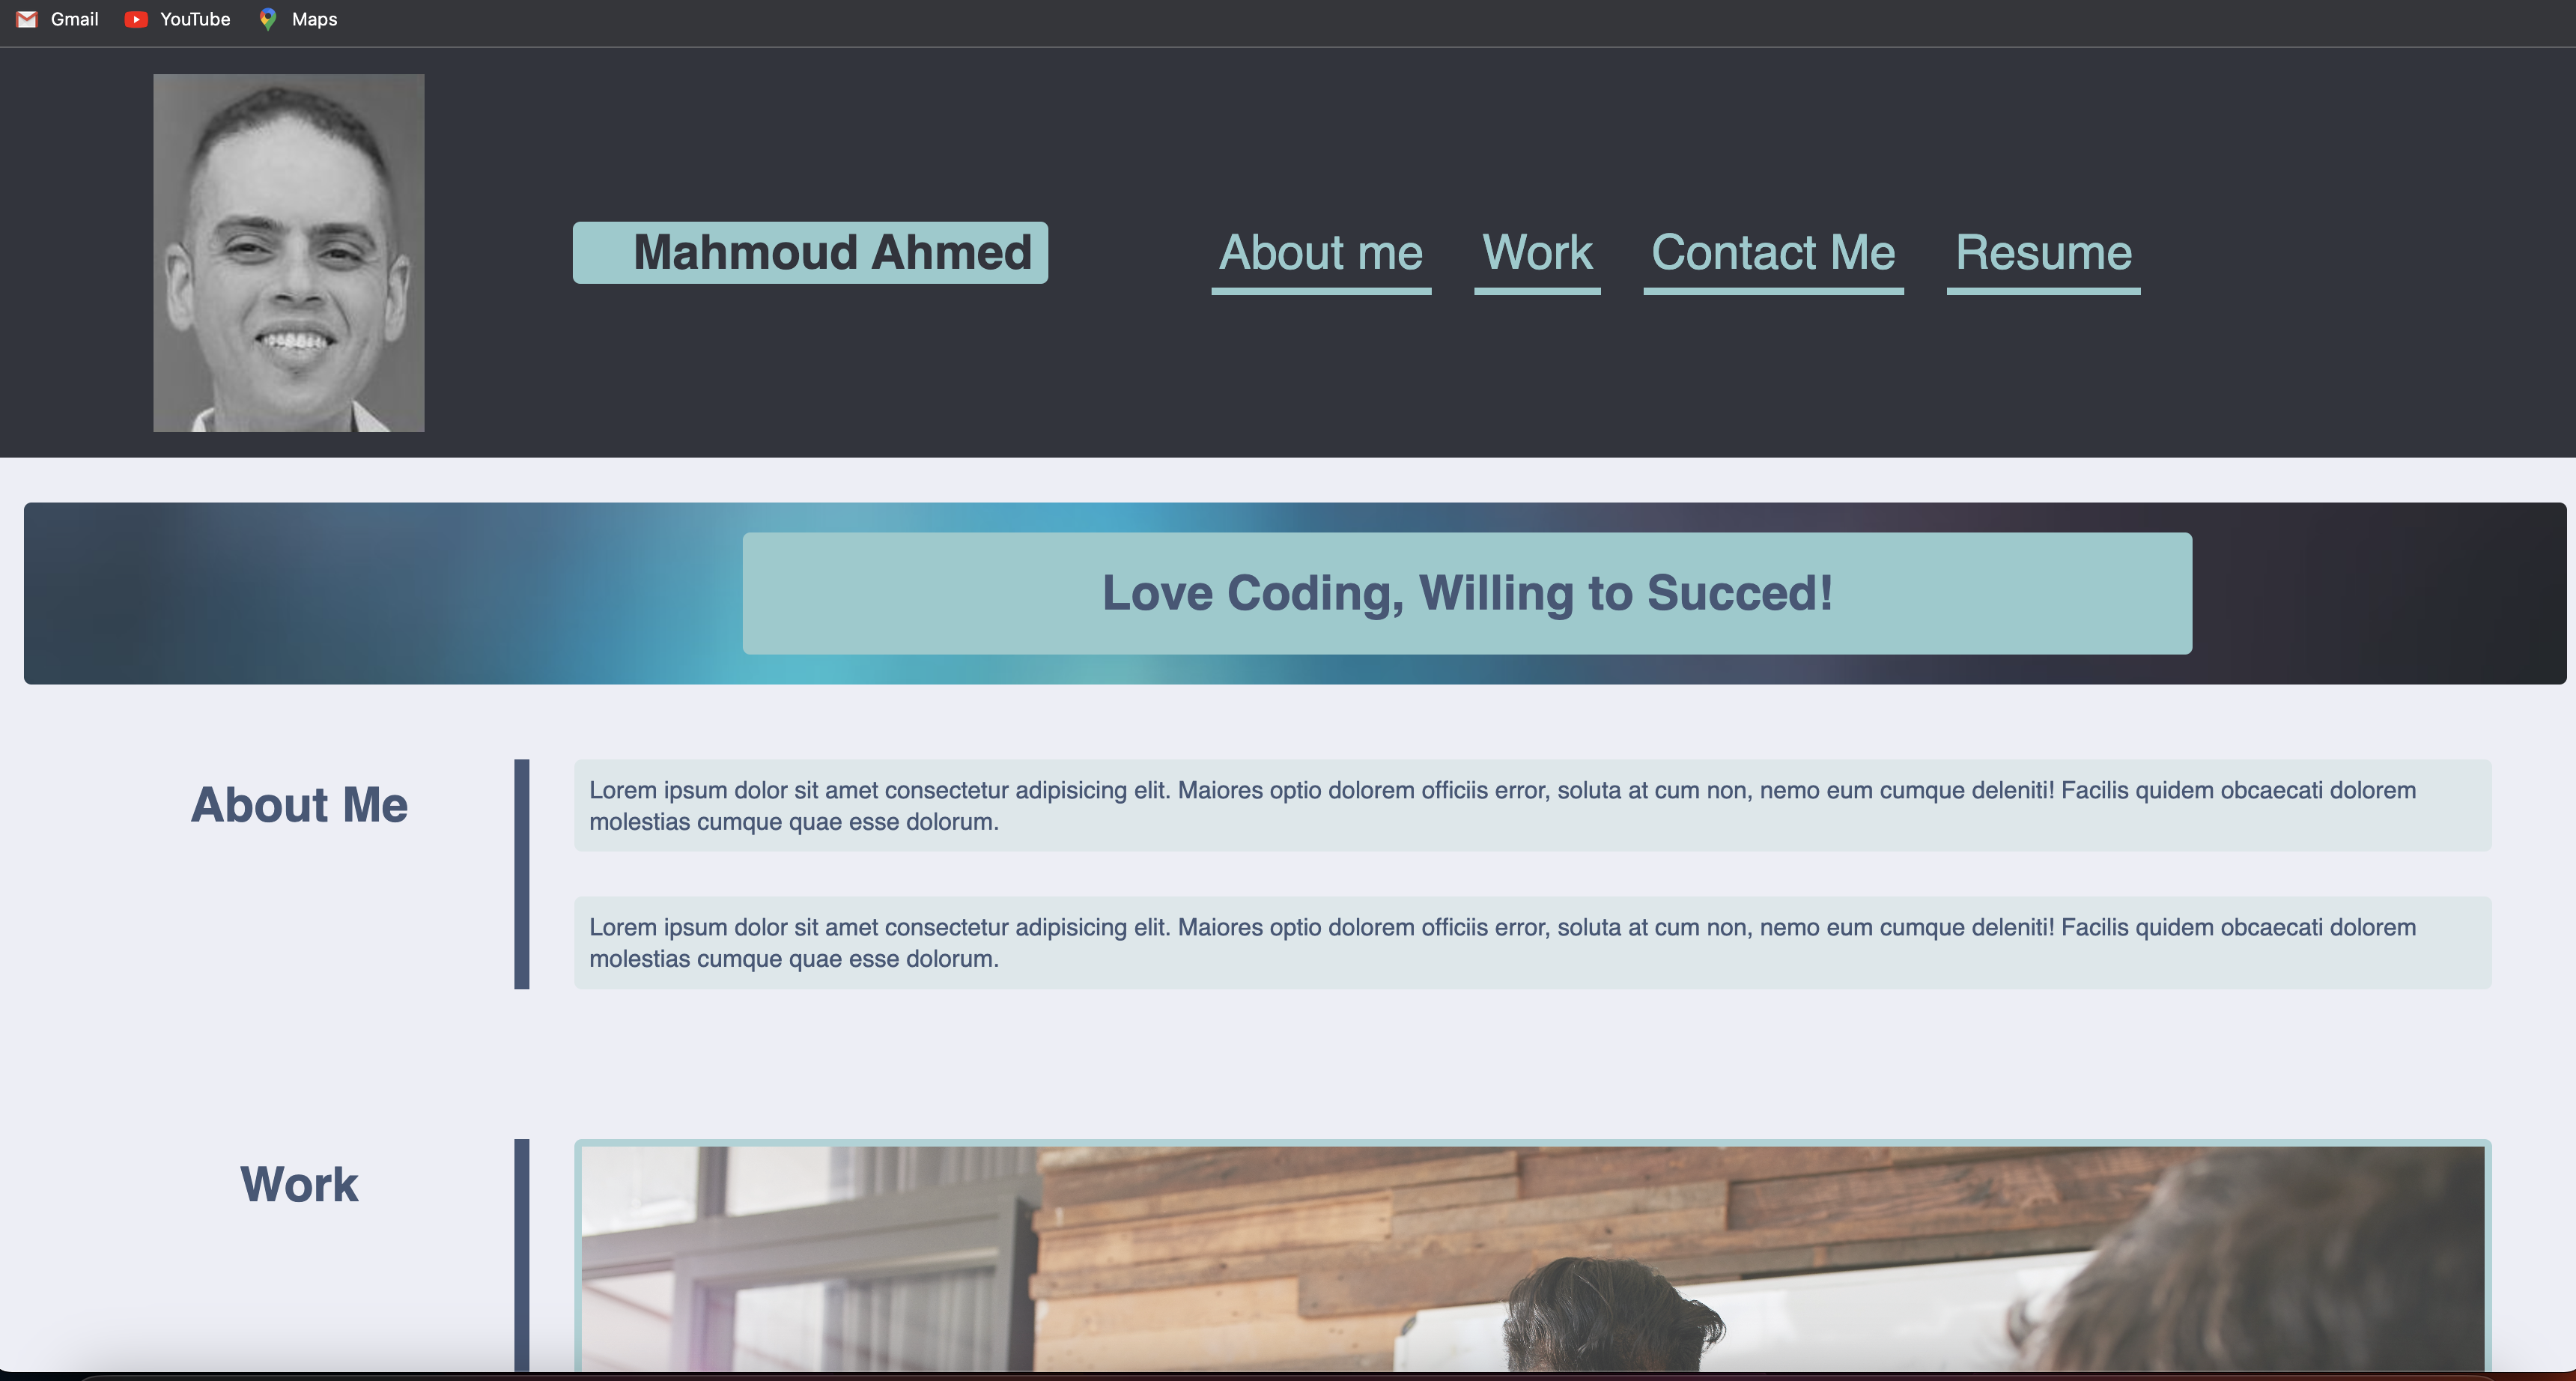 Gmail YouTube Maps
Mahmoud Ahmed About me Work Contact Me Resume
Love Coding, Willing to Succed!
About Me
Lorem ipsum dolor sit amet consectetur adipisicing elit. Maiores optio dolorem officiis error, soluta at cum non, nemo eum cumque deleniti! Facilis quidem obcaecati dolorem
molestias cumque quae esse dolorum.
Lorem ipsum dolor sit amet consectetur adipisicing elit. Maiores optio dolorem officiis error, soluta at cum non, nemo eum cumque deleniti! Facilis quidem obcaecati dolorem
molestias cumque quae esse dolorum.
Work